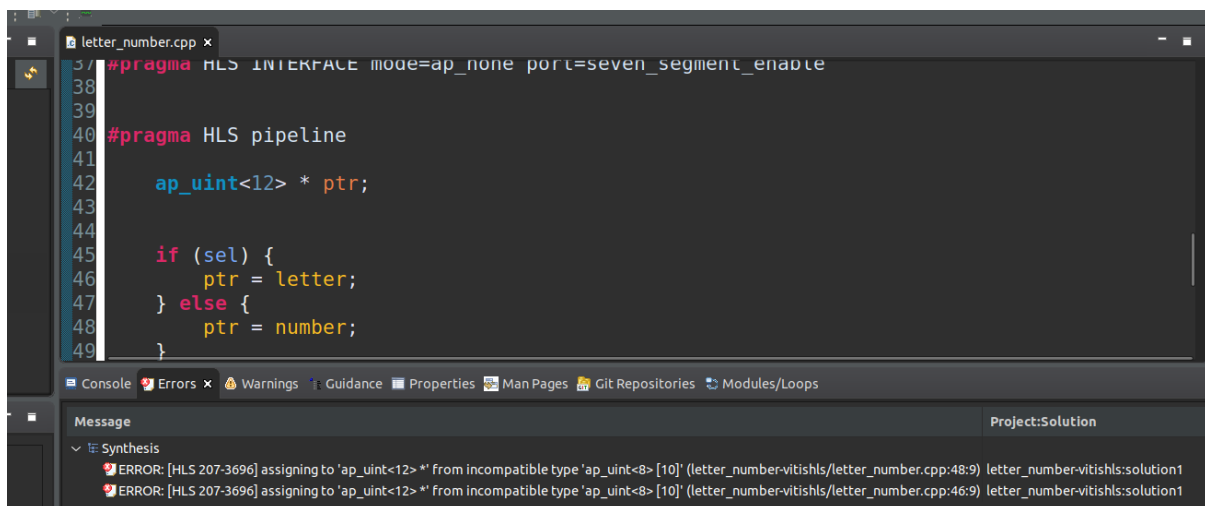 letter_number.cpp
37 #pragma HLS INTERFACE mode=ap_none port=seven_segment_enable
38
39
40 #pragma HLS pipeline
41
42     ap_uint<12> * ptr;
43
44
45     if (sel) {
46         ptr = letter;
47     } else {
48         ptr = number;
49     }
Console Errors Warnings Guidance Properties Man Pages Git Repositories Modules/Loops
Message Project:Solution
Synthesis
ERROR: [HLS 207-3696] assigning to 'ap_uint<12> *' from incompatible type 'ap_uint<8> [10]' (letter_number-vitishls/letter_number.cpp:48:9) letter_number-vitishls:solution1
ERROR: [HLS 207-3696] assigning to 'ap_uint<12> *' from incompatible type 'ap_uint<8> [10]' (letter_number-vitishls/letter_number.cpp:46:9) letter_number-vitishls:solution1